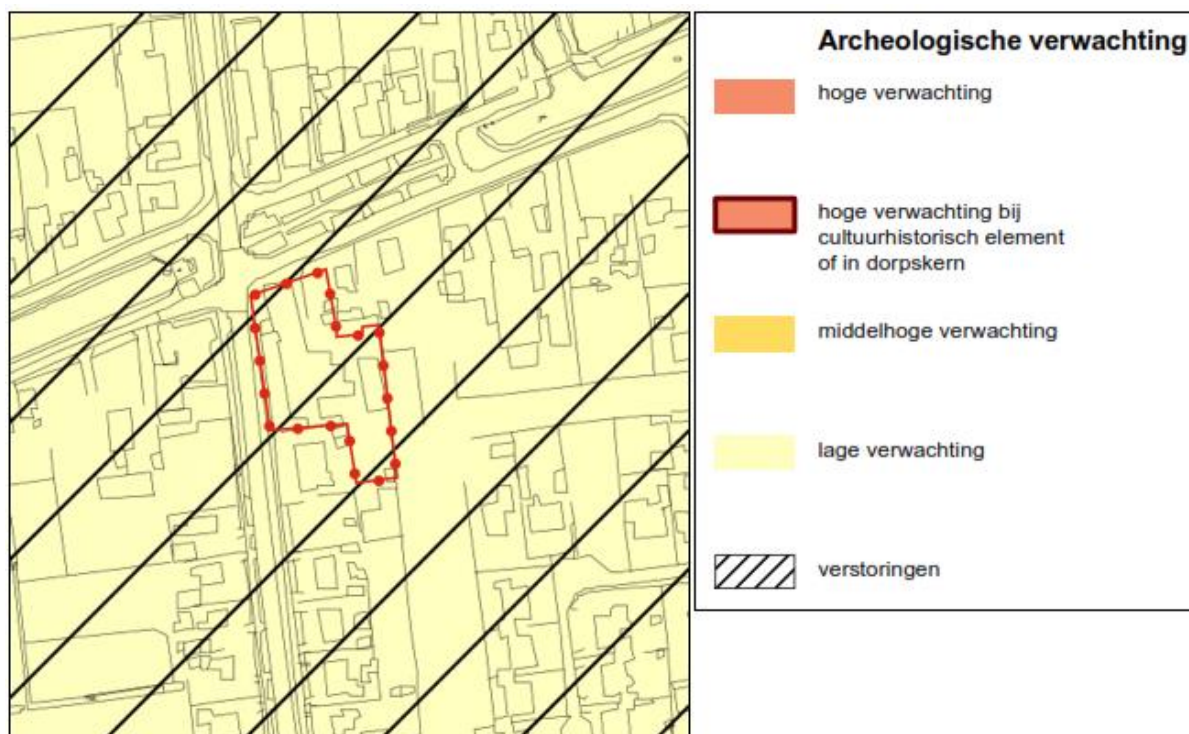 Archeologische verwachting
hoge verwachting
hoge verwachting bij
cultuurhistorisch element
of in dorpskern
middelhoge verwachting
lage verwachting
verstoringen